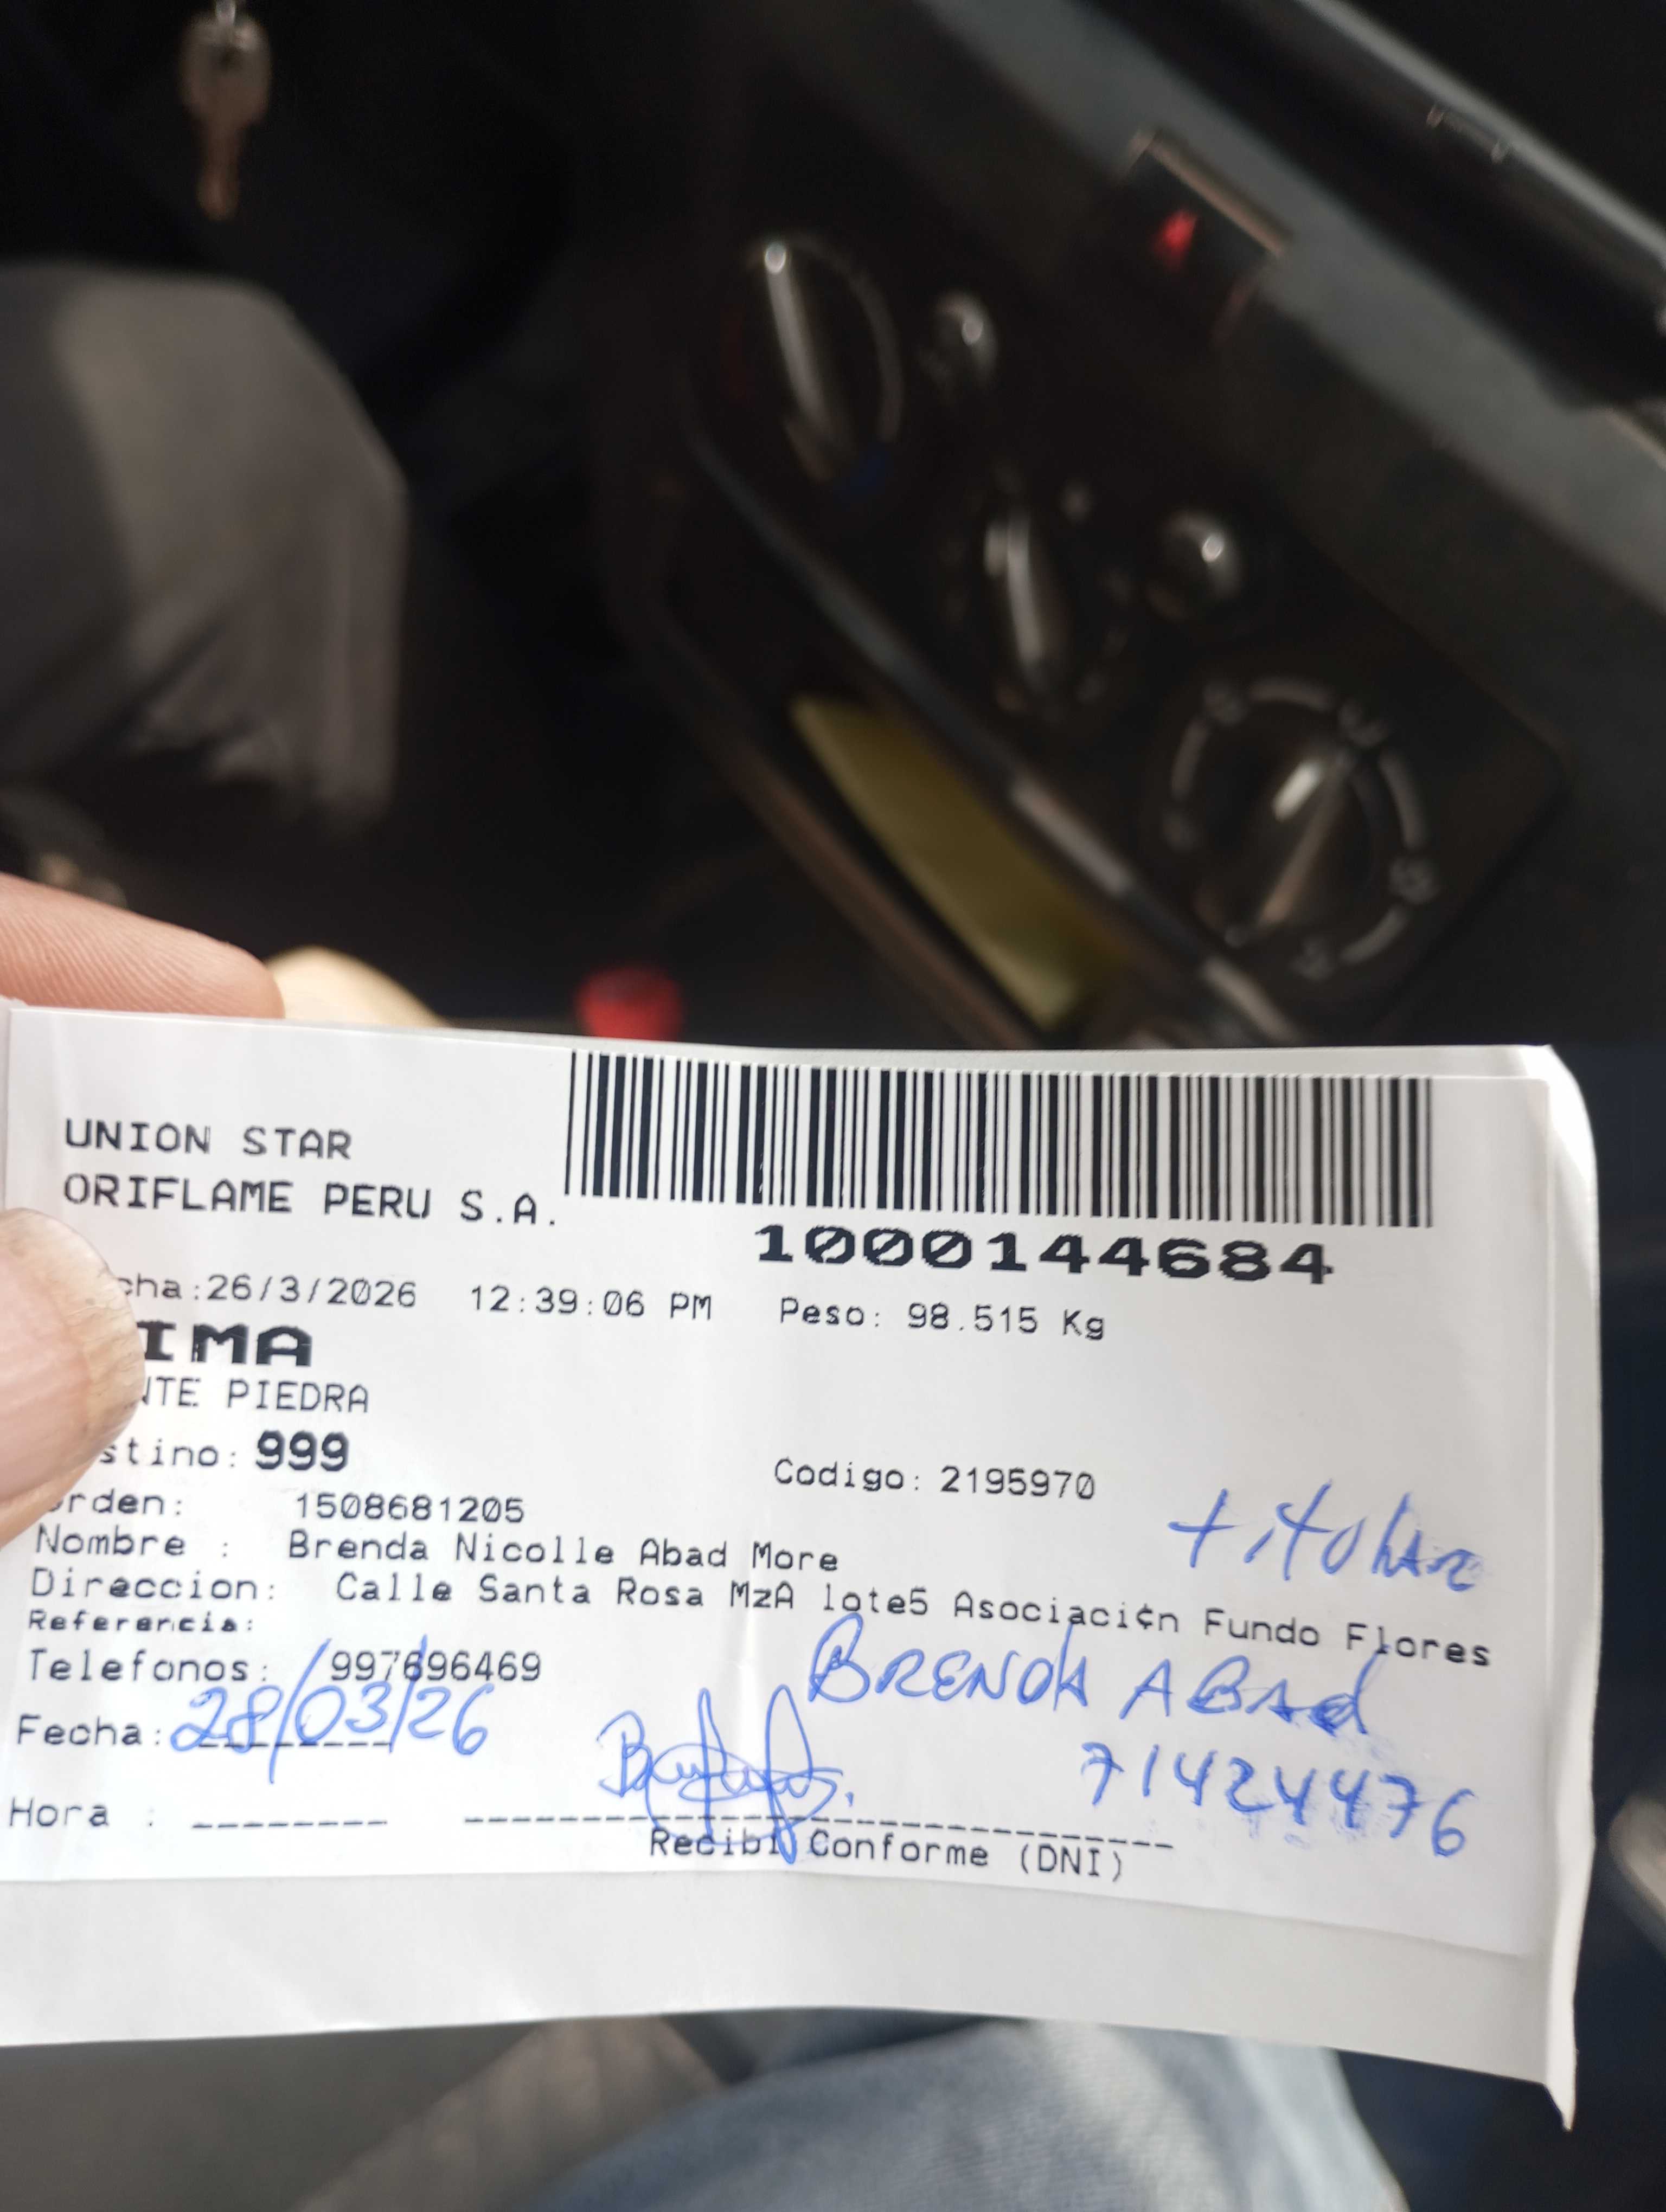 UNION STAR
ORIFLAME PERU S.A.
1000144684
cha:26/3/2026 12:39:06 PM Peso: 98.515 Kg
IMA
NTE PIEDRA
stino: 999
Codigo: 2195970
rden: 1508681205
titular
Nombre : Brenda Nicolle Abad More
Direccion: Calle Santa Rosa MzA lote5 Asociaci¢n Fundo Flores
Referencia:
Telefonos: 997696469
BRENDA ABAd
Fecha: 28/03/26
71424476
Hora :
Recibi Conforme (DNI)